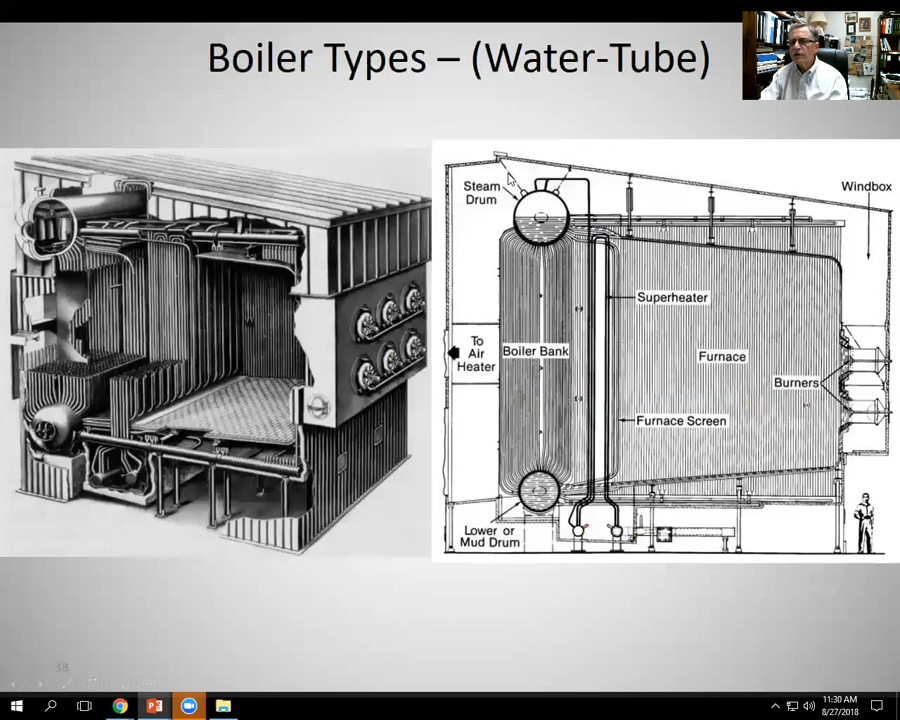 Boiler Types – (Water-Tube)
Steam
Drum
Windbox
Superheater
To
Air
Heater
Boiler Bank
Furnace
Burners
Furnace Screen
Lower or
Mud Drum
38
11:30 AM
8/27/2018